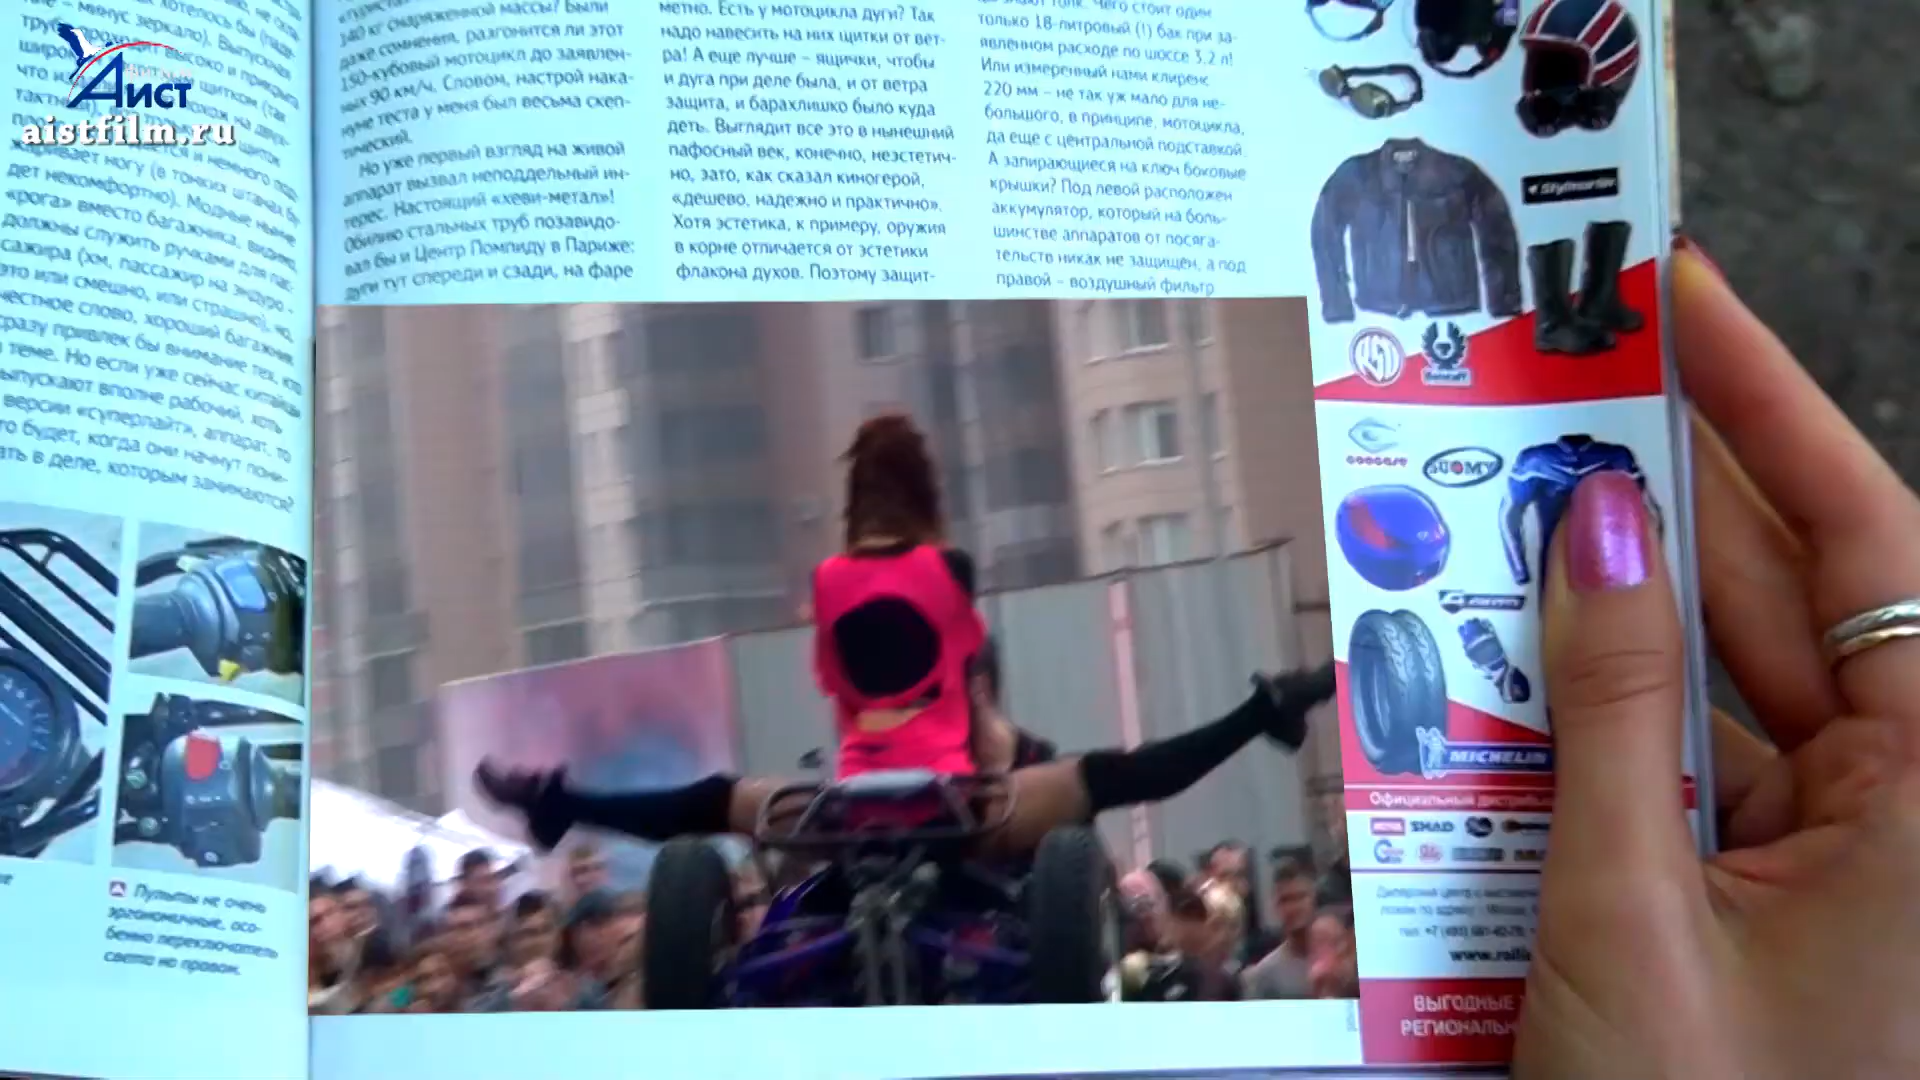 Аист
aistfilm.ru
широк
что и
жаривает ногу (в тонких штанах бу-
дет некомфортно). Модные ныне
«рога» вместо багажника, видимо,
должны служить ручками для пас-
сажира (хм, пассажир на эндуро -
это или смешно, или страшно), но,
честное слово, хороший багажник
сразу привлек бы внимание тех, кто
теме. Но если уже сейчас китайцы
выпускают вполне рабочий, хоть
версии «суперлайт», аппарат, то
то будет, когда они начнут пони-
ать в деле, которым занимаются?
Пульты не очень
эргономичные, осо-
бенно переключатель
света на правом.
140 кг снаряженной массы? Были
даже сомнения, разгонится ли этот
150-кубовый мотоцикл до заявлен-
ных 90 км/ч. Словом, настрой нака-
нуне теста у меня был весьма скеп-
тический.
Но уже первый взгляд на живой
аппарат вызвал неподдельный ин-
терес. Настоящий «хеви-метал»!
Обилию стальных труб позавидо-
вал бы и Центр Помпиду в Париже:
дуги тут спереди и сзади, на фаре
метно. Есть у мотоцикла дуги? Так
надо навесить на них щитки от вет-
ра! А еще лучше – ящички, чтобы
и дуга при деле была, и от ветра
защита, и барахлишко было куда
деть. Выглядит все это в нынешний
пафосный век, конечно, неэстетич-
но, зато, как сказал киногерой,
«дешево, надежно и практично».
Хотя эстетика, к примеру, оружия
в корне отличается от эстетики
флакона духов. Поэтому защит-
толк. Чего стоит один
только 18-литровый (!) бак при за-
явленном расходе по шоссе 3,2 л!
Или измеренный нами клиренс
220 мм – не так уж мало для не-
большого, в принципе, мотоцикла,
да еще с центральной подставкой.
А запирающиеся на ключ боковые
крышки? Под левой расположен
аккумулятор, который на боль-
шинстве аппаратов от посяга-
тельств никак не защищен, а под
правой – воздушный фильтр
Stylmartin
RSD
SUOMY
MICHELIN
Официальный дистрибью
SHAD
ВЫГОДНЫЕ
РЕГИОНАЛЬН